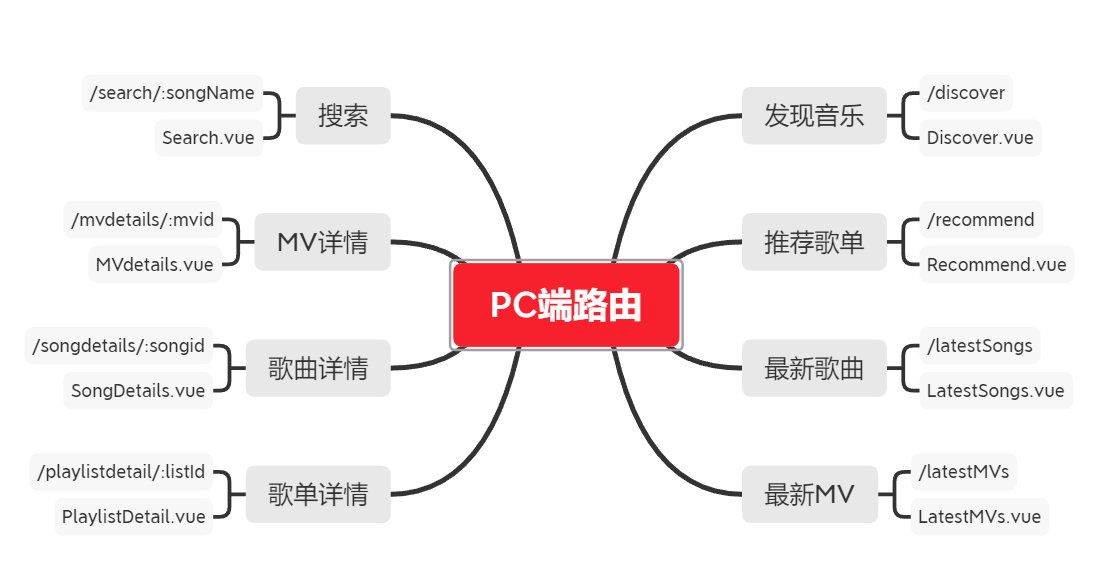 PC端路由
发现音乐
/discover
Discover.vue
推荐歌单
/recommend
Recommend.vue
最新歌曲
/latestSongs
LatestSongs.vue
最新MV
/latestMVs
LatestMVs.vue
搜索
/search/:songName
Search.vue
MV详情
/mvdetails/:mvid
MVdetails.vue
歌曲详情
/songdetails/:songid
SongDetails.vue
歌单详情
/playlistdetail/:listId
PlaylistDetail.vue